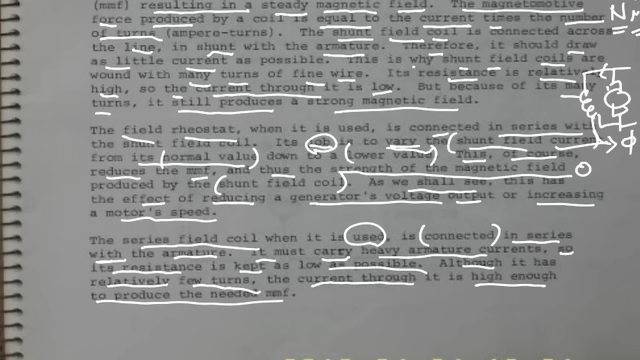 (mmf) resulting in a steady magnetic field. The magnetomotive
force produced by a coil is equal to the current times the number
of turns (ampere-turns). The shunt field coil is connected across
the line, in shunt with the armature. Therefore, it should draw
as little current as possible. This is why shunt field coils are
wound with many turns of fine wire. Its resistance is relatively
high, so the current through it is low. But because of its many
turns, it still produces a strong magnetic field.
The field rheostat, when it is used, is connected in series with
the shunt field coil. Its job is to vary the shunt field current
from its normal value down to a lower value. This, of course,
reduces the mmf, and thus the strength of the magnetic field
produced by the shunt field coil. As we shall see, this has
the effect of reducing a generator's voltage output or increasing
a motor's speed.
The series field coil when it is used, is connected in series
with the armature. It must carry heavy armature currents, so
its resistance is kept as low as possible. Although it has
relatively few turns, the current through it is high enough
to produce the needed mmf.